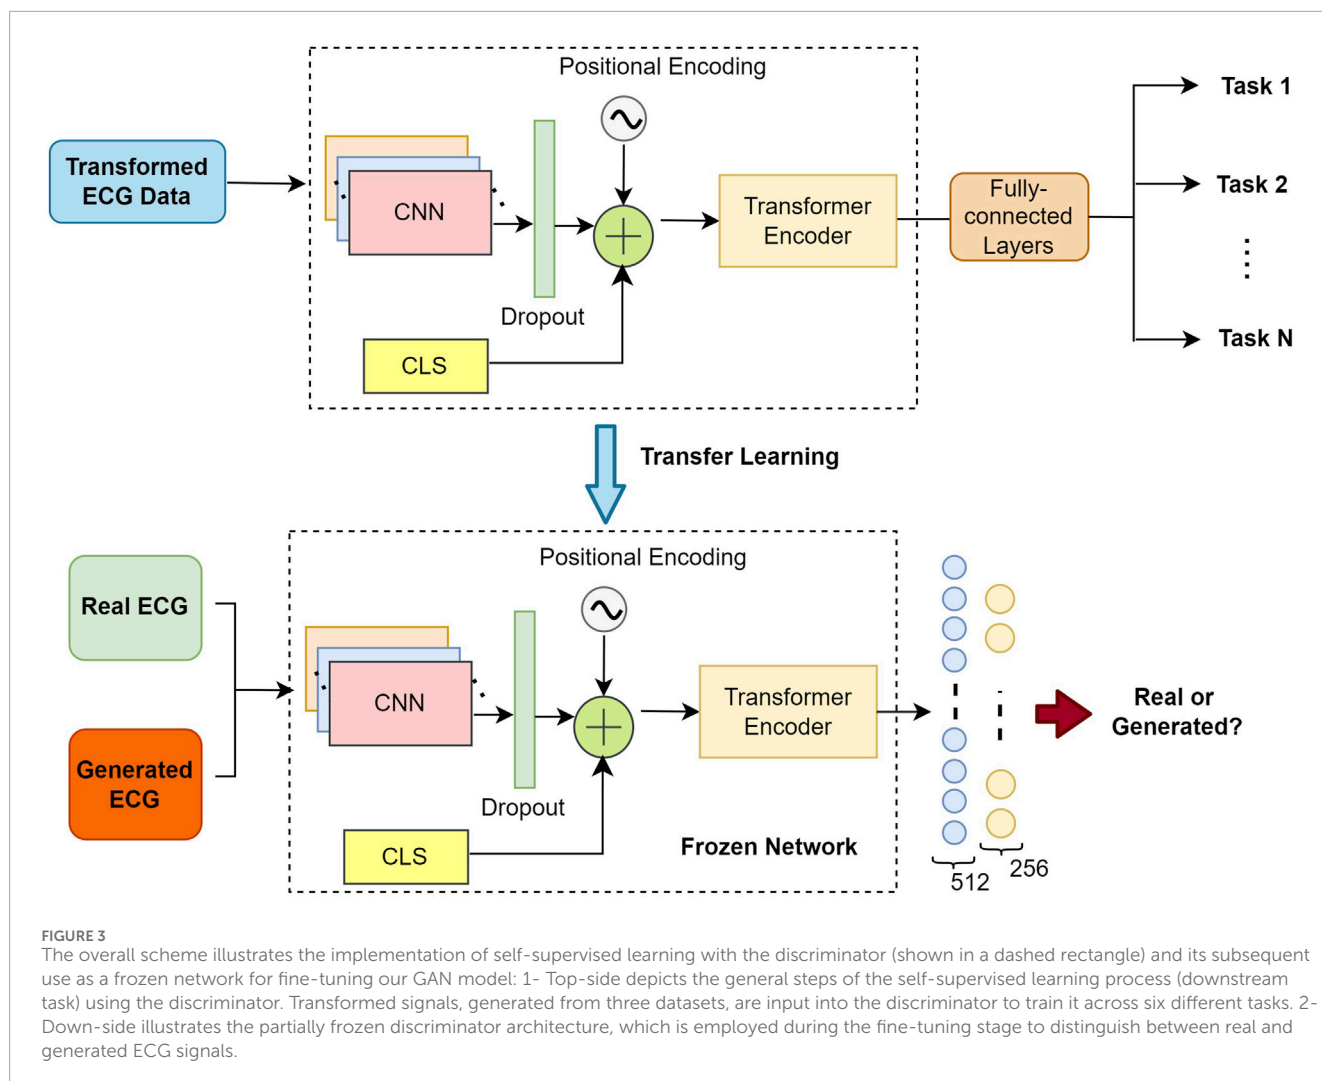 Positional Encoding
Transformed
ECG Data
CNN
Dropout
CLS
Transformer
Encoder
Fully-
connected
Layers
Task 1
Task 2
Task N
Transfer Learning
Positional Encoding
Real ECG
Generated
ECG
CNN
Dropout
CLS
Transformer
Encoder
Frozen Network
512
256
Real or
Generated?
FIGURE 3
The overall scheme illustrates the implementation of self-supervised learning with the discriminator (shown in a dashed rectangle) and its subsequent
use as a frozen network for fine-tuning our GAN model: 1- Top-side depicts the general steps of the self-supervised learning process (downstream
task) using the discriminator. Transformed signals, generated from three datasets, are input into the discriminator to train it across six different tasks. 2-
Down-side illustrates the partially frozen discriminator architecture, which is employed during the fine-tuning stage to distinguish between real and
generated ECG signals.